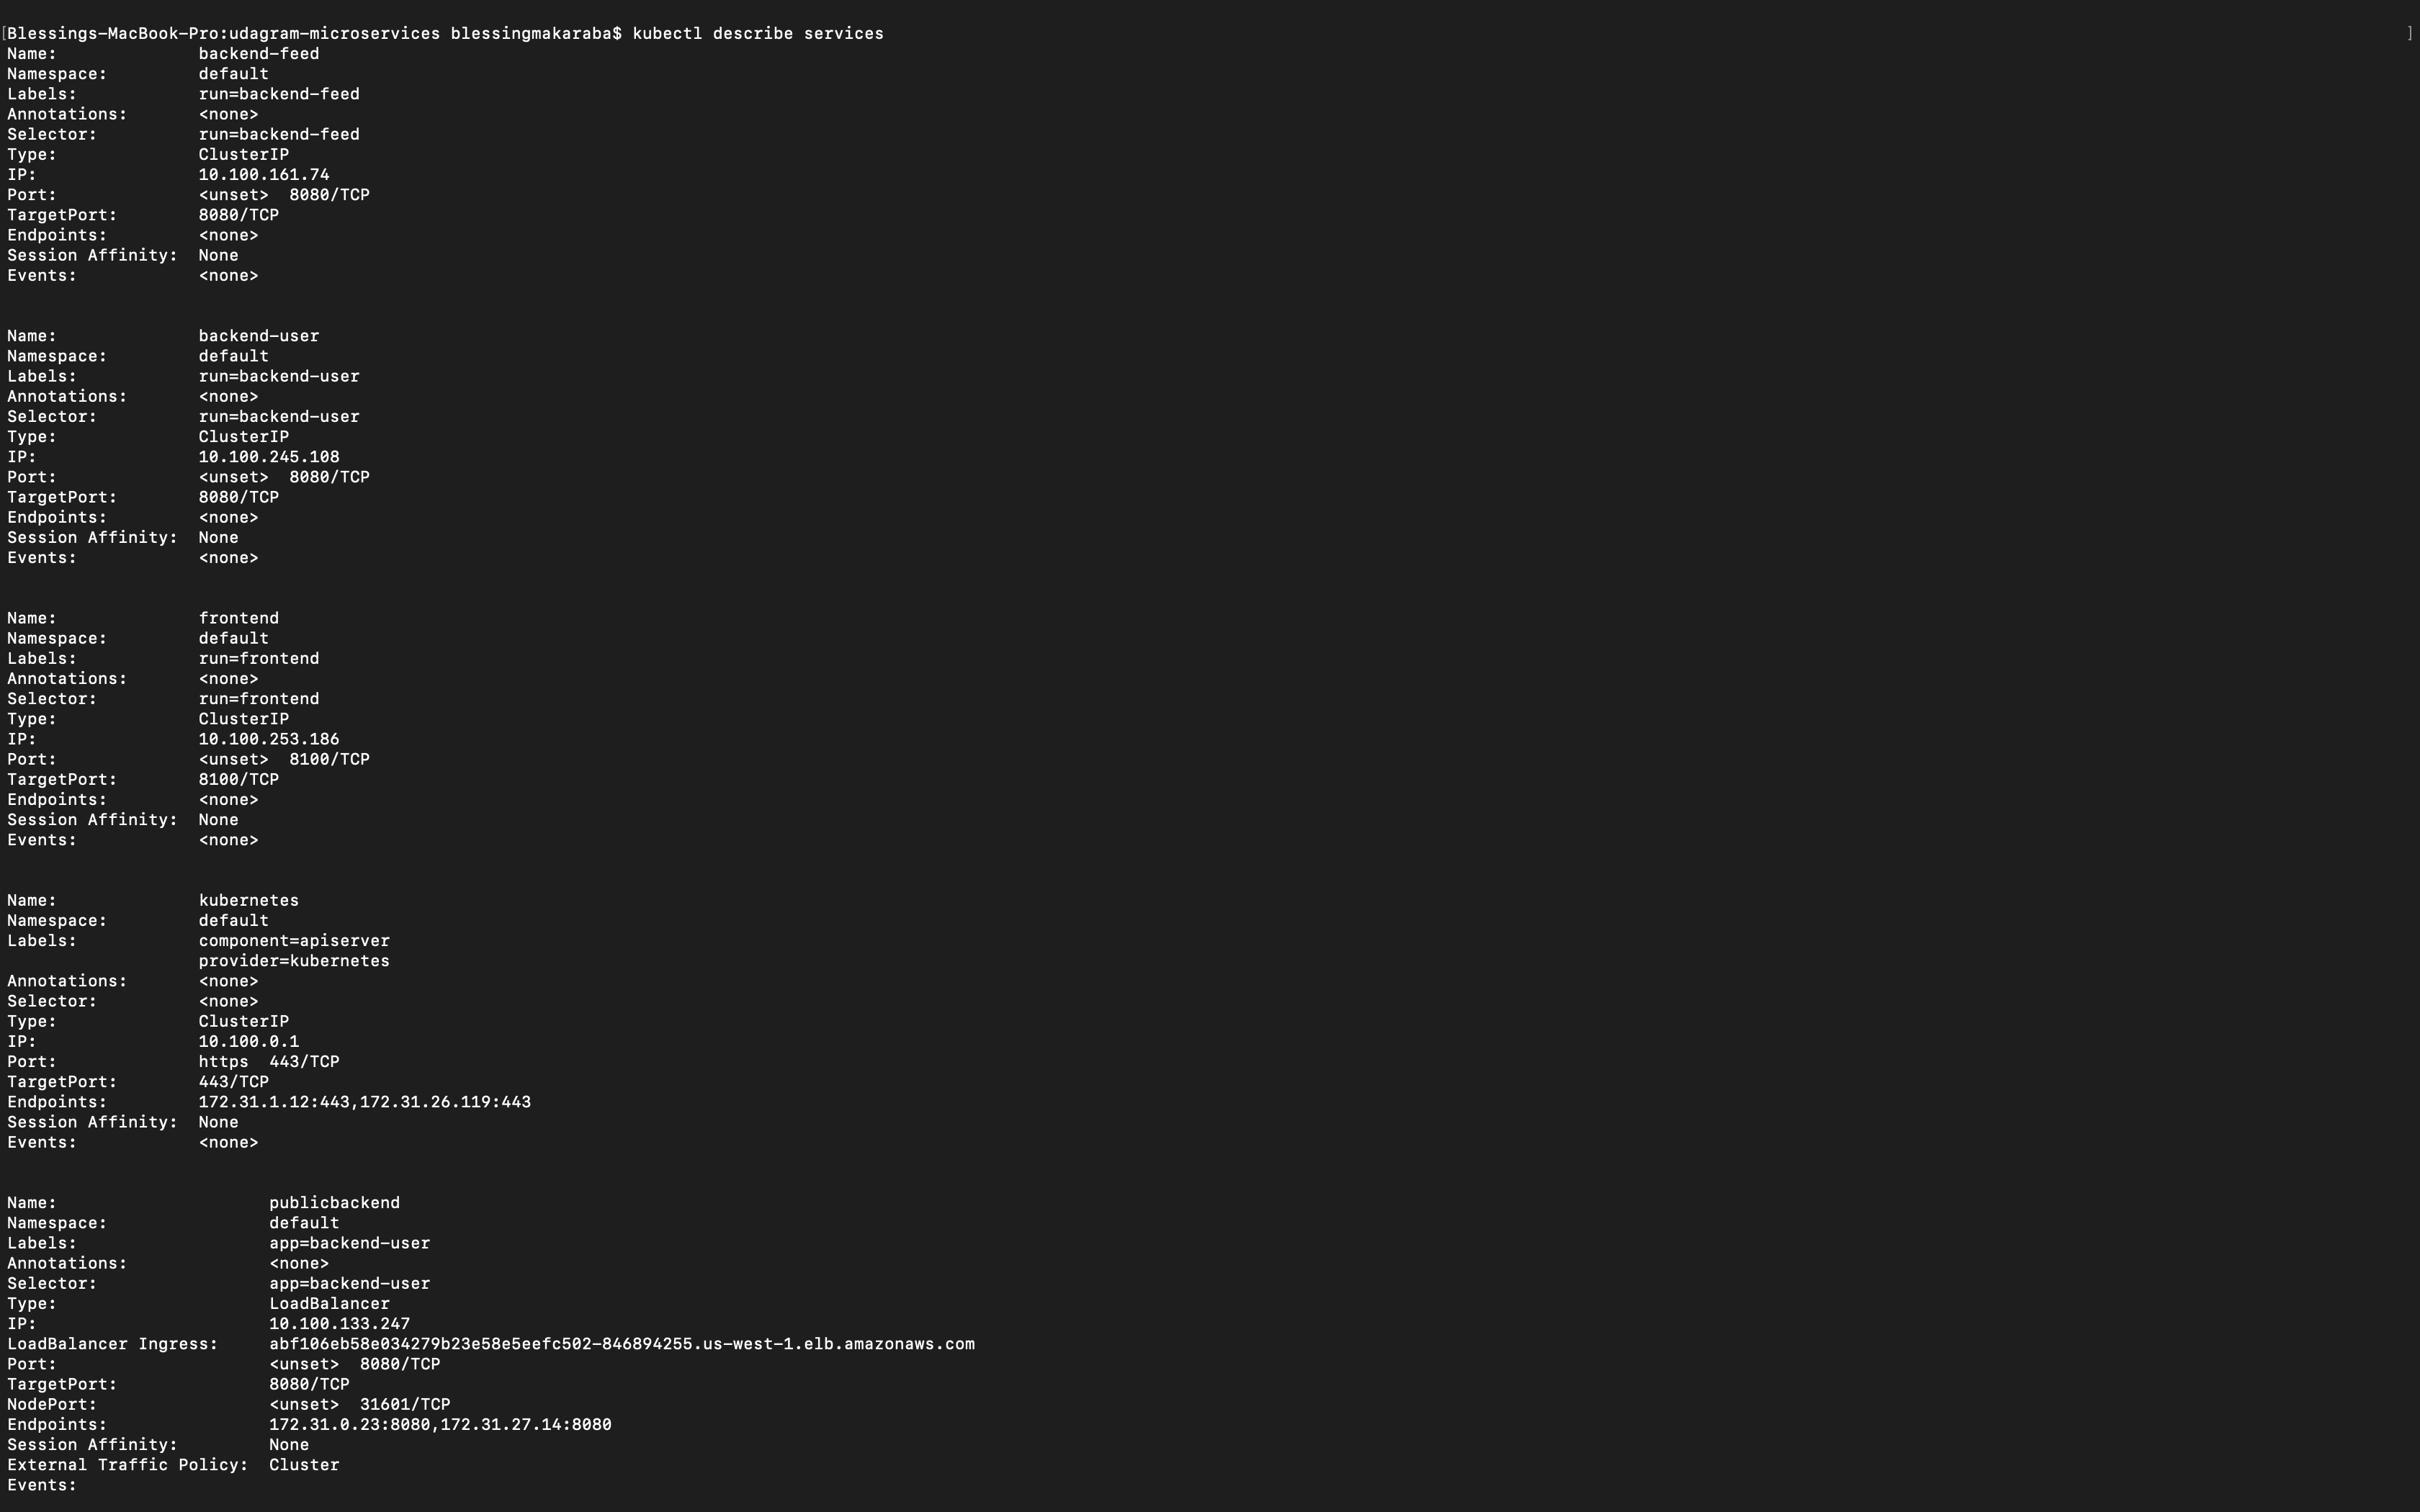 [Blessings-MacBook-Pro:udagram-microservices blessingmakaraba$ kubectl describe services ]
Name: backend-feed
Namespace: default
Labels: run=backend-feed
Annotations: <none>
Selector: run=backend-feed
Type: ClusterIP
IP: 10.100.161.74
Port: <unset> 8080/TCP
TargetPort: 8080/TCP
Endpoints: <none>
Session Affinity: None
Events: <none>
Name: backend-user
Namespace: default
Labels: run=backend-user
Annotations: <none>
Selector: run=backend-user
Type: ClusterIP
IP: 10.100.245.108
Port: <unset> 8080/TCP
TargetPort: 8080/TCP
Endpoints: <none>
Session Affinity: None
Events: <none>
Name: frontend
Namespace: default
Labels: run=frontend
Annotations: <none>
Selector: run=frontend
Type: ClusterIP
IP: 10.100.253.186
Port: <unset> 8100/TCP
TargetPort: 8100/TCP
Endpoints: <none>
Session Affinity: None
Events: <none>
Name: kubernetes
Namespace: default
Labels: component=apiserver
provider=kubernetes
Annotations: <none>
Selector: <none>
Type: ClusterIP
IP: 10.100.0.1
Port: https 443/TCP
TargetPort: 443/TCP
Endpoints: 172.31.1.12:443,172.31.26.119:443
Session Affinity: None
Events: <none>
Name: publicbackend
Namespace: default
Labels: app=backend-user
Annotations: <none>
Selector: app=backend-user
Type: LoadBalancer
IP: 10.100.133.247
LoadBalancer Ingress: abf106eb58e034279b23e58e5eefc502-846894255.us-west-1.elb.amazonaws.com
Port: <unset> 8080/TCP
TargetPort: 8080/TCP
NodePort: <unset> 31601/TCP
Endpoints: 172.31.0.23:8080,172.31.27.14:8080
Session Affinity: None
External Traffic Policy: Cluster
Events: